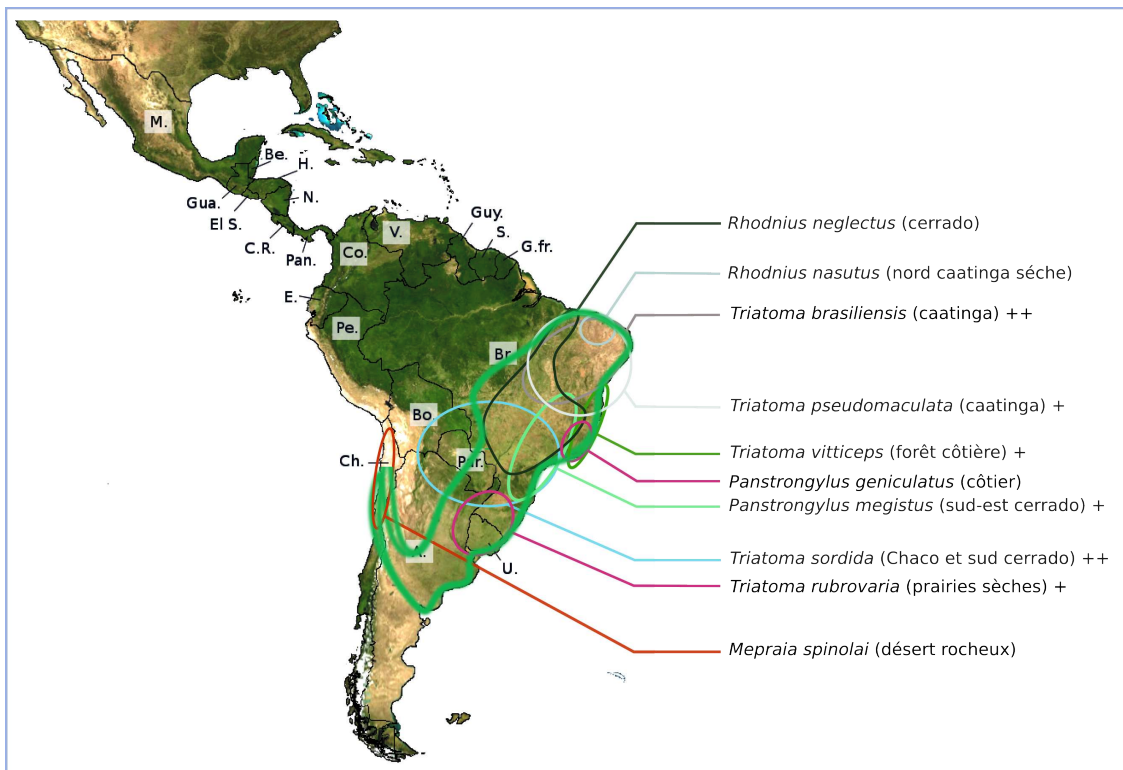 M.
Be.
H.
Gua.
N.
El S.
C.R.
Pan.
Guy.
V.
S.
Co.
G.fr.
E.
Pe.
Br.
Bo
Ch.
Par.
A.
U.
Rhodnius neglectus (cerrado)
Rhodnius nasutus (nord caatinga séche)
Triatoma brasiliensis (caatinga) ++
Triatoma pseudomaculata (caatinga) +
Triatoma vitticeps (forêt côtière) +
Panstrongylus geniculatus (côtier)
Panstrongylus megistus (sud-est cerrado) +
Triatoma sordida (Chaco et sud cerrado) ++
Triatoma rubrovaria (prairies sèches) +
Mepraia spinolai (désert rocheux)